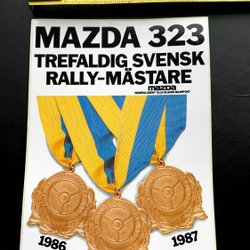 MAZDA 323
TREFALDIG SVENSK
RALLY-MÄSTARE
mazda
1986
1987